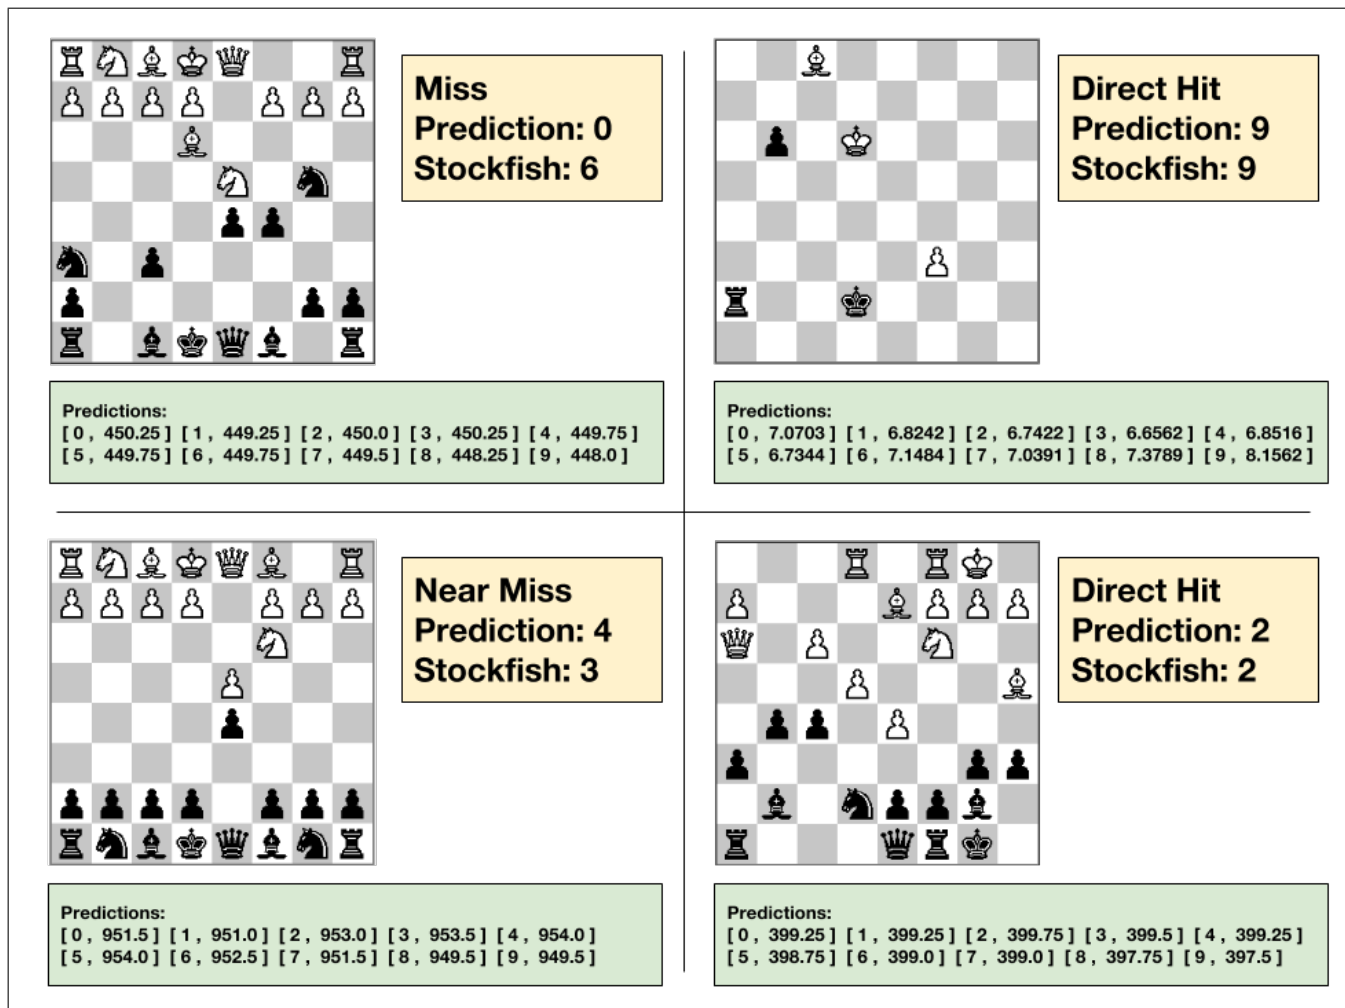 Miss
Prediction: 0
Stockfish: 6
Predictions:
[ 0 , 450.25 ] [ 1 , 449.25 ] [ 2 , 450.0 ] [ 3 , 450.25 ] [ 4 , 449.75 ]
[ 5 , 449.75 ] [ 6 , 449.75 ] [ 7 , 449.5 ] [ 8 , 448.25 ] [ 9 , 448.0 ]
Direct Hit
Prediction: 9
Stockfish: 9
Predictions:
[ 0 , 7.0703 ] [ 1 , 6.8242 ] [ 2 , 6.7422 ] [ 3 , 6.6562 ] [ 4 , 6.8516 ]
[ 5 , 6.7344 ] [ 6 , 7.1484 ] [ 7 , 7.0391 ] [ 8 , 7.3789 ] [ 9 , 8.1562 ]
Near Miss
Prediction: 4
Stockfish: 3
Predictions:
[ 0 , 951.5 ] [ 1 , 951.0 ] [ 2 , 953.0 ] [ 3 , 953.5 ] [ 4 , 954.0 ]
[ 5 , 954.0 ] [ 6 , 952.5 ] [ 7 , 951.5 ] [ 8 , 949.5 ] [ 9 , 949.5 ]
Direct Hit
Prediction: 2
Stockfish: 2
Predictions:
[ 0 , 399.25 ] [ 1 , 399.25 ] [ 2 , 399.75 ] [ 3 , 399.5 ] [ 4 , 399.25 ]
[ 5 , 398.75 ] [ 6 , 399.0 ] [ 7 , 399.0 ] [ 8 , 397.75 ] [ 9 , 397.5 ]